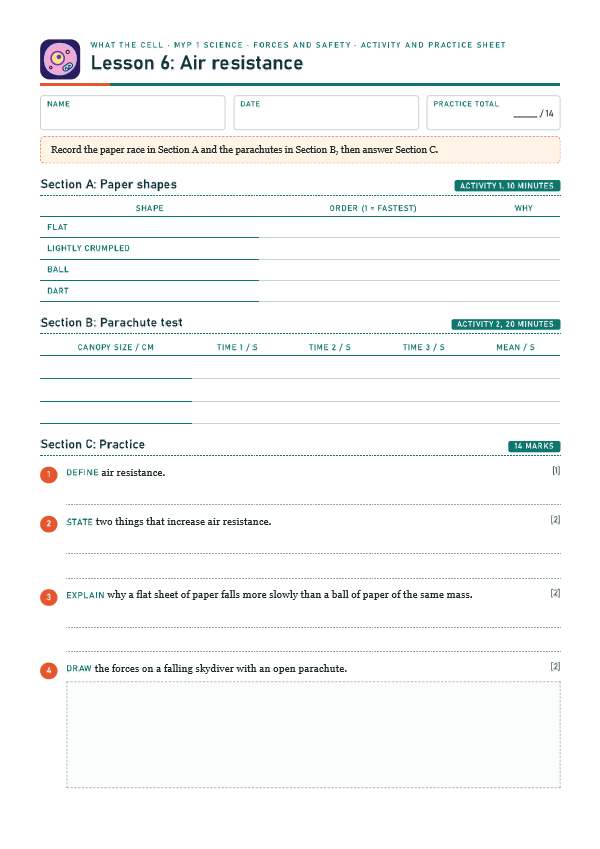 WHAT THE CELL · MYP 1 SCIENCE · FORCES AND SAFETY · ACTIVITY AND PRACTICE SHEET
Lesson 6: Air resistance
NAME DATE PRACTICE TOTAL
_____ / 14
Record the paper race in Section A and the parachutes in Section B, then answer Section C.
Section A: Paper shapes ACTIVITY 1, 10 MINUTES
SHAPE ORDER (1 = FASTEST) WHY
FLAT
LIGHTLY CRUMPLED
BALL
DART
Section B: Parachute test ACTIVITY 2, 20 MINUTES
CANOPY SIZE / CM TIME 1 / S TIME 2 / S TIME 3 / S MEAN / S
Section C: Practice 14 MARKS
1 DEFINE air resistance. [1]
2 STATE two things that increase air resistance. [2]
3 EXPLAIN why a flat sheet of paper falls more slowly than a ball of paper of the same mass. [2]
4 DRAW the forces on a falling skydiver with an open parachute. [2]